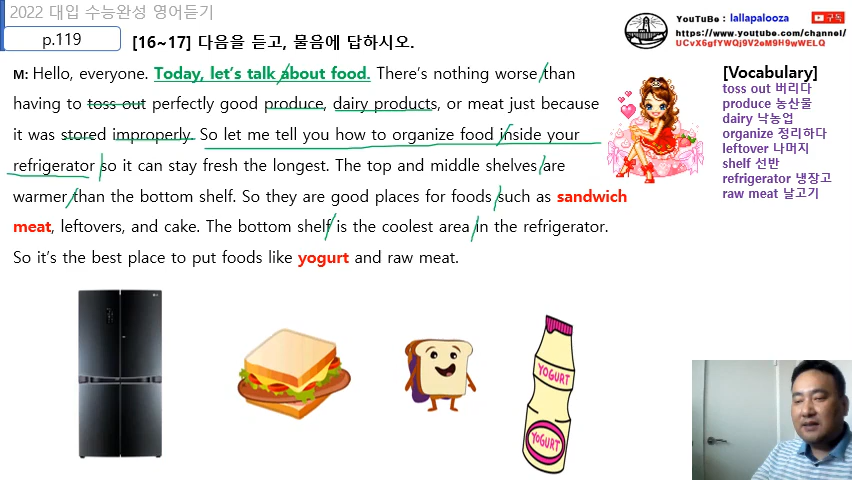 2022 대입 수능완성 영어듣기
p.119
[16~17] 다음을 듣고, 물음에 답하시오.
YouTuBe : lallapalooza
구독
https://www.youtube.com/channel/
UCvX6gfYWQj9V2eM9H9wWELQ
M: Hello, everyone. Today, let's talk about food. There's nothing worse than
having to toss out perfectly good produce, dairy products, or meat just because
it was stored improperly. So let me tell you how to organize food inside your
refrigerator so it can stay fresh the longest. The top and middle shelves are
warmer than the bottom shelf. So they are good places for foods such as sandwich
meat, leftovers, and cake. The bottom shelf is the coolest area in the refrigerator.
So it's the best place to put foods like yogurt and raw meat.
[Vocabulary]
toss out 버리다
produce 농산물
dairy 낙농업
organize 정리하다
leftover 나머지
shelf 선반
refrigerator 냉장고
raw meat 날고기
YOGURT
YOGURT